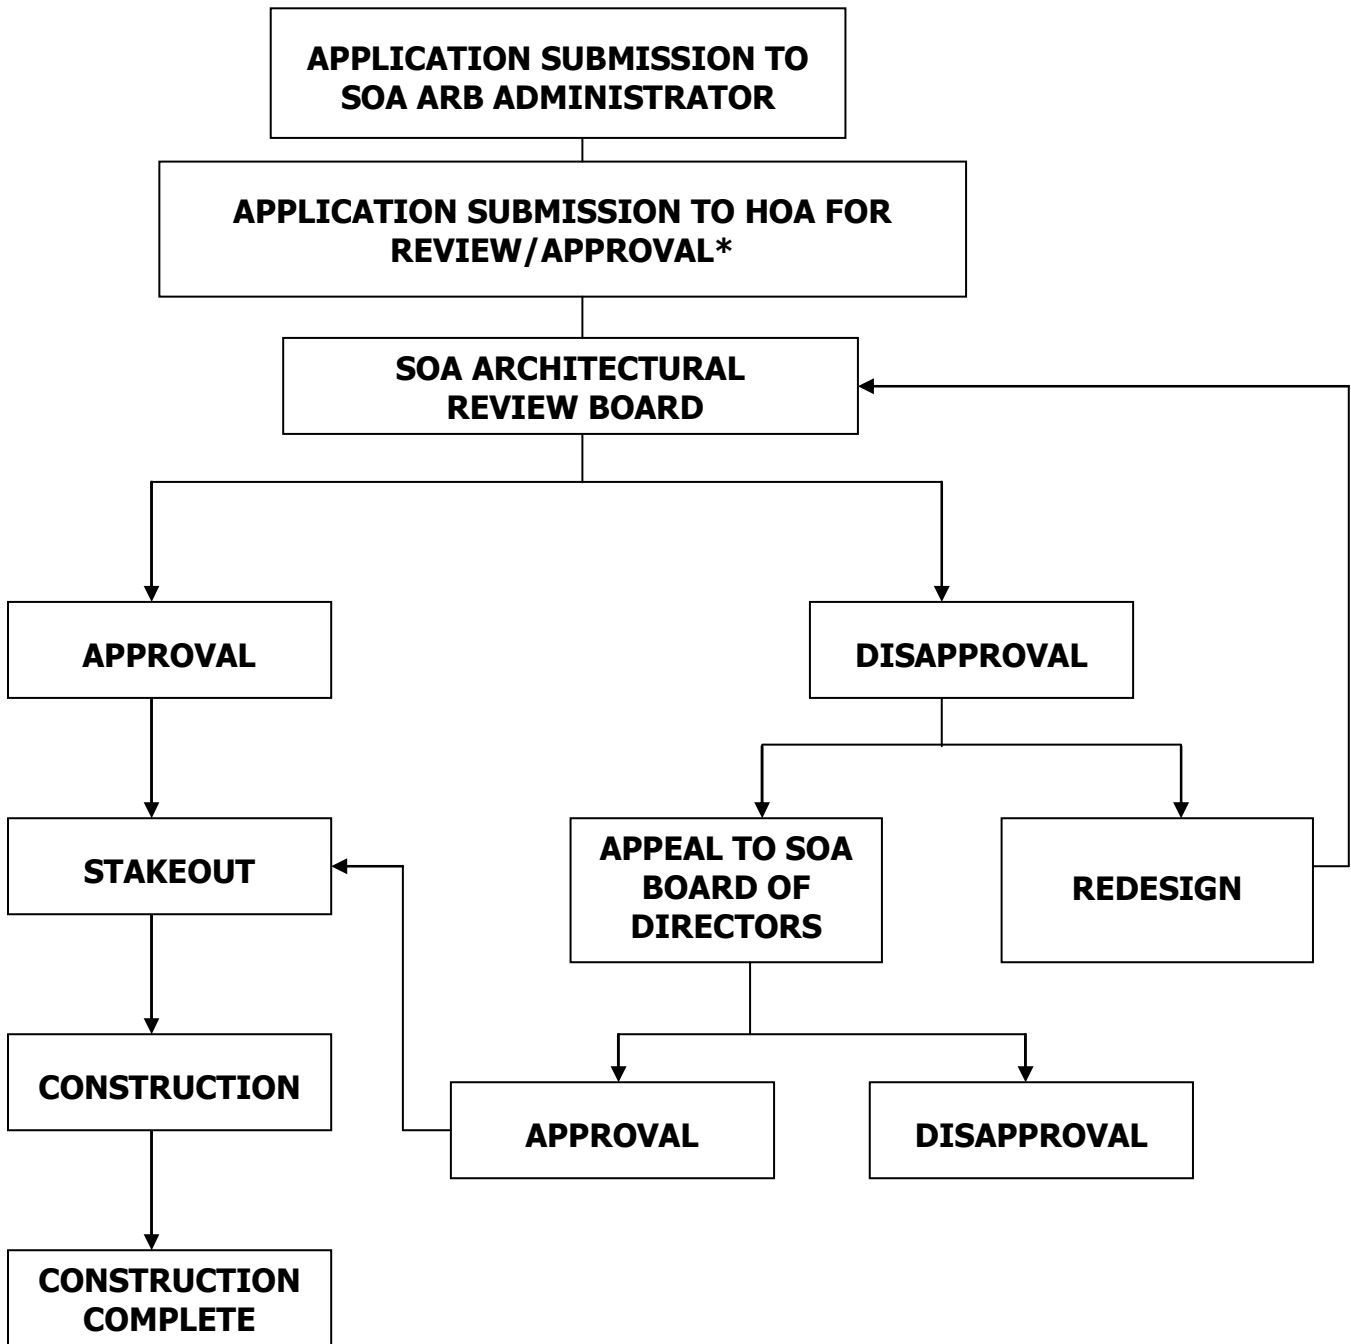 APPLICATION SUBMISSION TO
SOA ARB ADMINISTRATOR
APPLICATION SUBMISSION TO HOA FOR
REVIEW/APPROVAL*
SOA ARCHITECTURAL
REVIEW BOARD
APPROVAL
DISAPPROVAL
STAKEOUT
APPEAL TO SOA
BOARD OF
DIRECTORS
REDESIGN
CONSTRUCTION
APPROVAL
DISAPPROVAL
CONSTRUCTION
COMPLETE